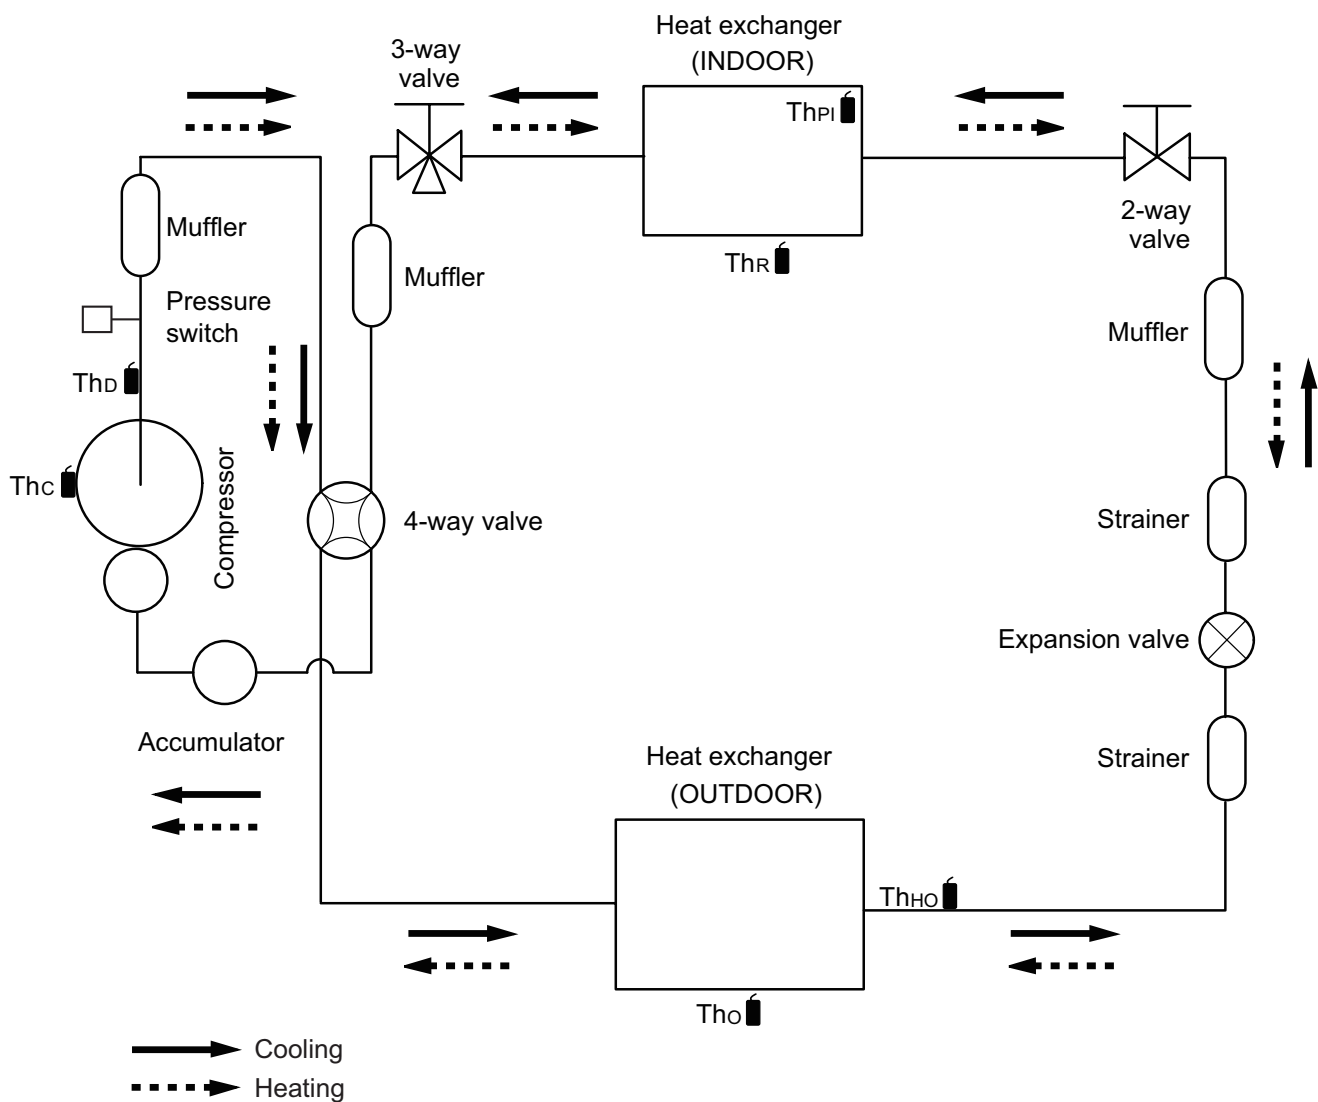 Heat exchanger
(INDOOR)
3-way
valve
ThPI
Muffler
2-way
valve
ThR
Muffler
Pressure
switch
Muffler
ThD
ThC
Compressor
4-way valve
Strainer
Expansion valve
Accumulator
Heat exchanger
(OUTDOOR)
Strainer
ThHO
ThO
Cooling
Heating